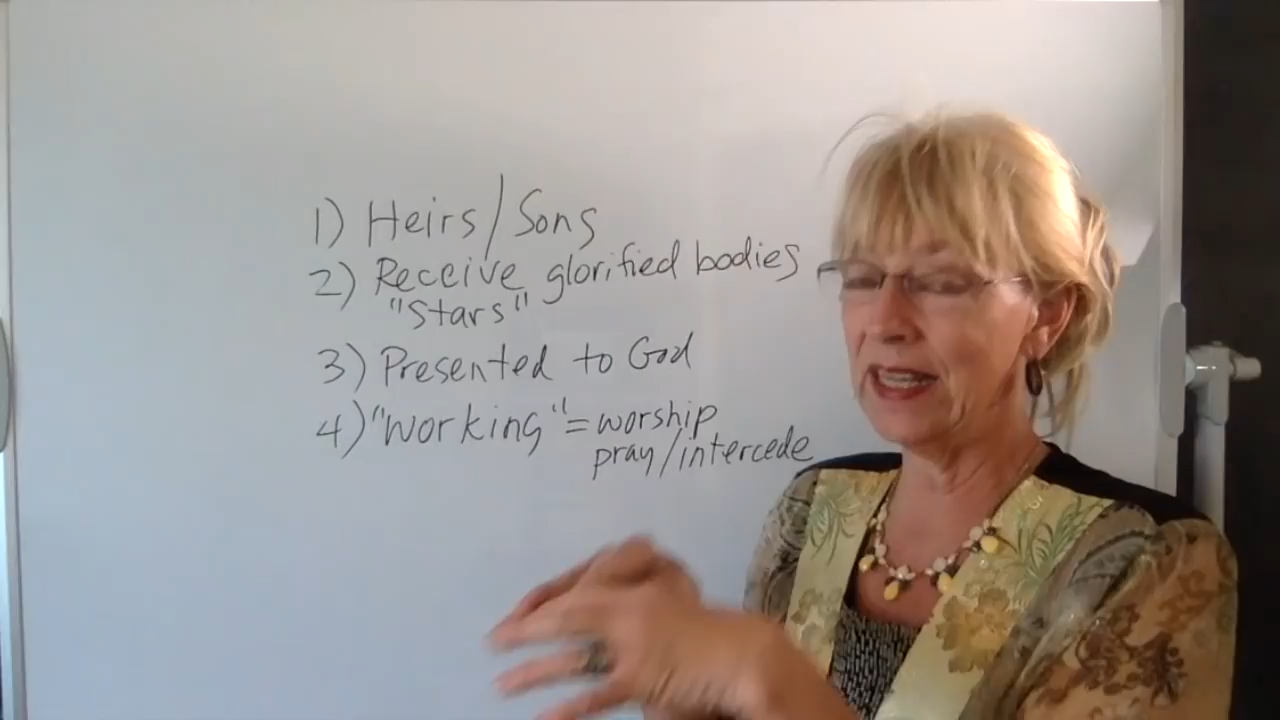 1) Heirs/Sons
2) Receive glorified bodies
"Stars"
3) Presented to God
4) "Working" = worship
pray/intercede